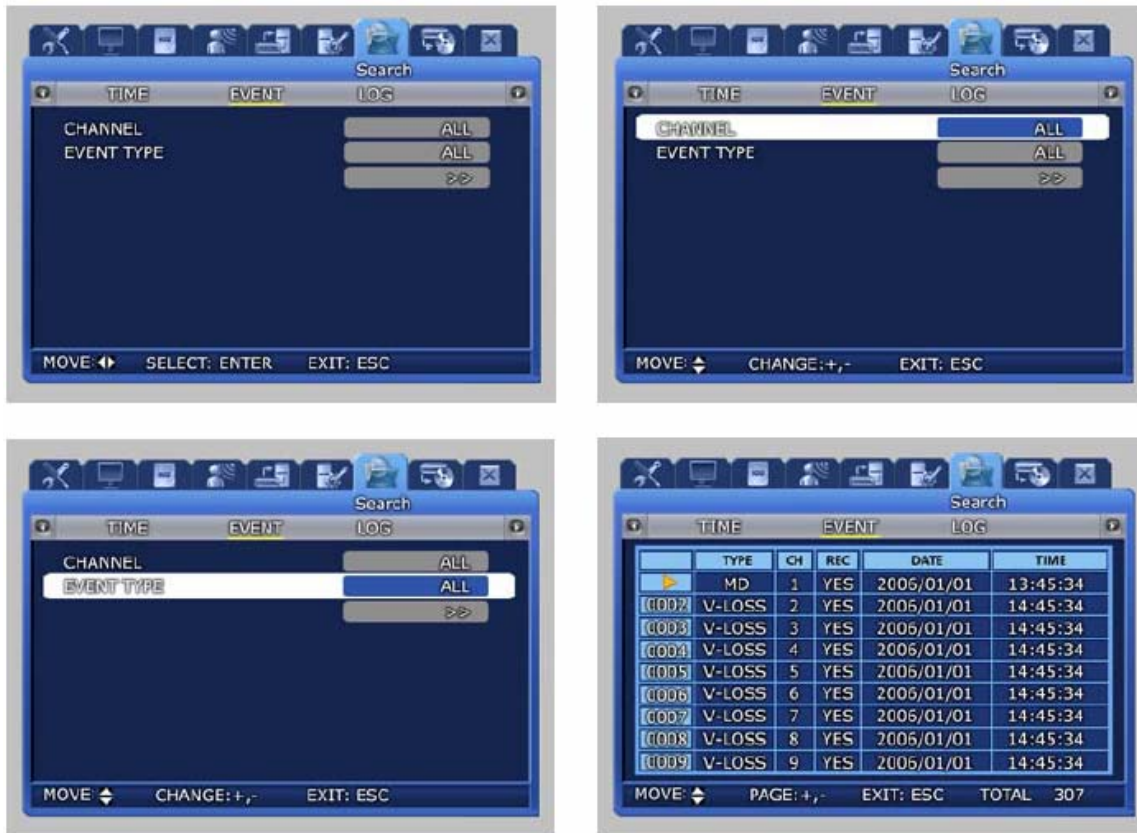 Search
TIME EVENT LOG
CHANNEL ALL
EVENT TYPE ALL
>>
MOVE: SELECT: ENTER EXIT: ESC
Search
TIME EVENT LOG
CHANNEL ALL
EVENT TYPE ALL
>>
MOVE: CHANGE:+,- EXIT: ESC
Search
TIME EVENT LOG
CHANNEL ALL
EVENT TYPE ALL
>>
MOVE: CHANGE:+,- EXIT: ESC
Search
TIME EVENT LOG
TYPE CH REC DATE TIME
MD 1 YES 2006/01/01 13:45:34
0002 V-LOSS 2 YES 2006/01/01 14:45:34
0003 V-LOSS 3 YES 2006/01/01 14:45:34
0004 V-LOSS 4 YES 2006/01/01 14:45:34
0005 V-LOSS 5 YES 2006/01/01 14:45:34
0006 V-LOSS 6 YES 2006/01/01 14:45:34
0007 V-LOSS 7 YES 2006/01/01 14:45:34
0008 V-LOSS 8 YES 2006/01/01 14:45:34
0009 V-LOSS 9 YES 2006/01/01 14:45:34
MOVE: PAGE:+,- EXIT: ESC TOTAL 307